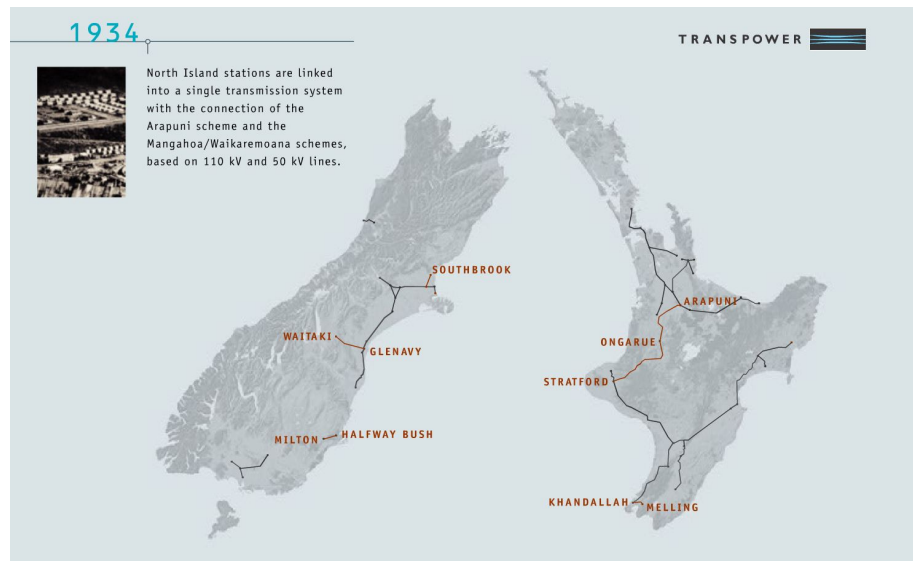 1934
TRANSPOWER
North Island stations are linked
into a single transmission system
with the connection of the
Arapuni scheme and the
Mangahoa/Waikaremoana schemes,
based on 110 kV and 50 kV lines.
SOUTHBROOK
WAITAKI
GLENAVY
MILTON
HALFWAY BUSH
ARAPUNI
ONGARUE
STRATFORD
KHANDALLAH
MELLING